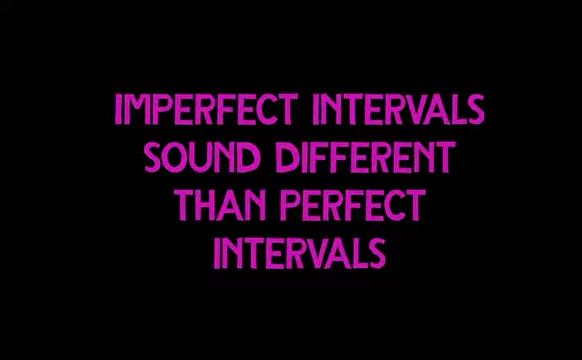 IMPERFECT INTERVALS
SOUND DIFFERENT
THAN PERFECT
INTERVALS